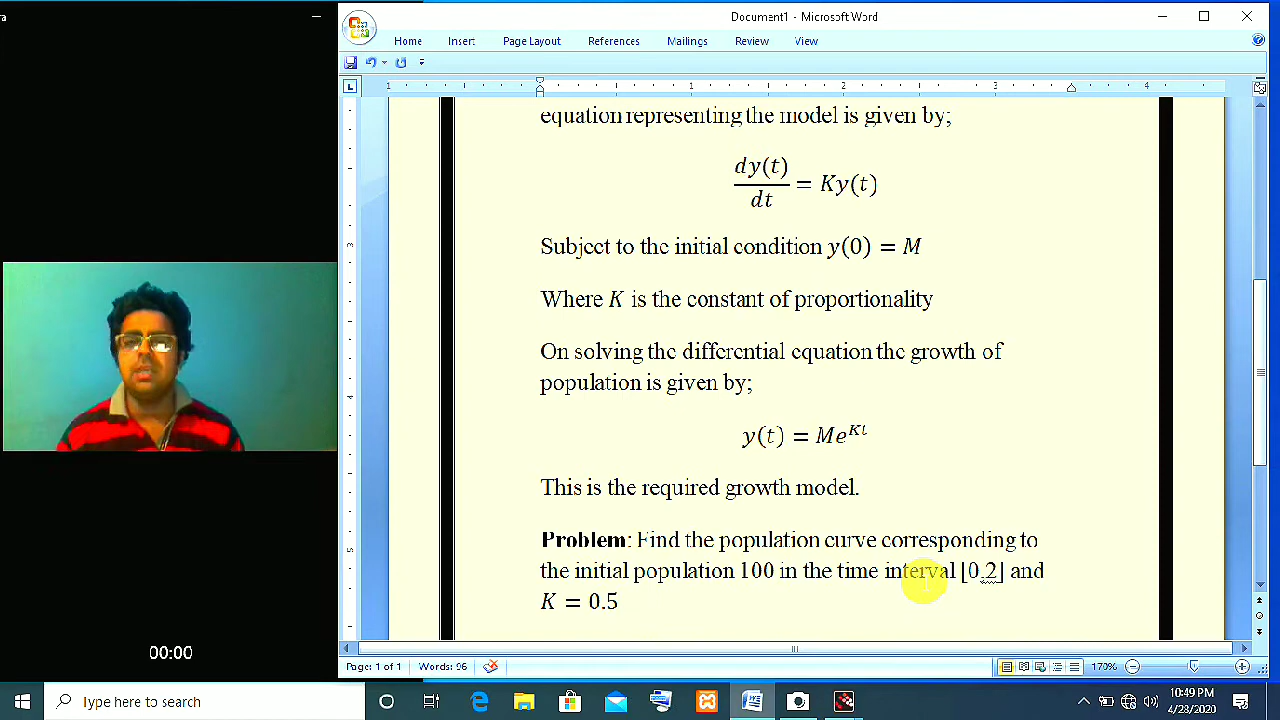 Document1 - Microsoft Word
Home Insert Page Layout References Mailings Review View
equation representing the model is given by;
dy(t)/dt = Ky(t)
Subject to the initial condition y(0) = M
Where K is the constant of proportionality
On solving the differential equation the growth of
population is given by;
y(t) = Me^{Kt}
This is the required growth model.
Problem: Find the population curve corresponding to
the initial population 100 in the time interval [0,2] and
K = 0.5
00:00
Page: 1 of 1 Words: 96 179%
Type here to search
10:49 PM
4/28/2020